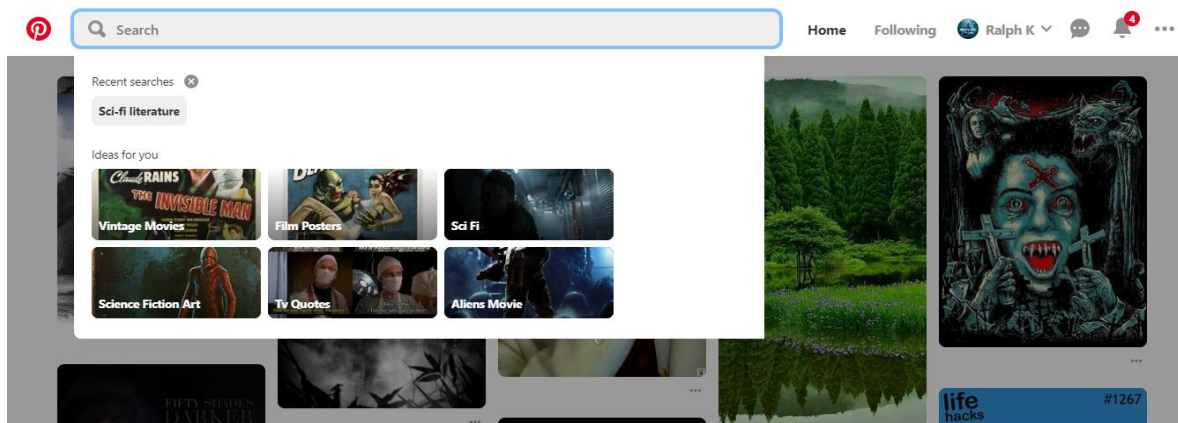 Search
Home
Following
Ralph K
4
Recent searches
Sci-fi literature
Ideas for you
Claude RAINS
THE INVISIBLE MAN
Vintage Movies
Film Posters
Sci Fi
Science Fiction Art
Tv Quotes
Aliens Movie
FIFTY SHADES
DARKER
life
hacks
#1267